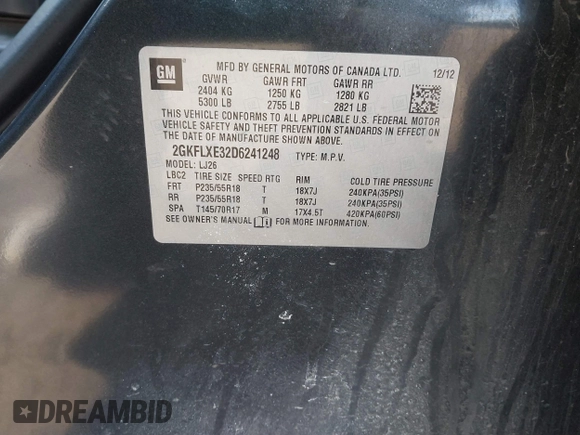 GM
MFD BY GENERAL MOTORS OF CANADA LTD. 12/12
GVWR GAWR FRT GAWR RR
2404 KG 1250 KG 1280 KG
5300 LB 2755 LB 2821 LB
THIS VEHICLE CONFORMS TO ALL APPLICABLE U.S. FEDERAL MOTOR
VEHICLE SAFETY AND THEFT PREVENTION STANDARDS IN EFFECT ON
THE DATE OF MANUFACTURE SHOWN ABOVE.
2GKFLXE32D6241248 TYPE: M.P.V.
MODEL: LJ26
LBC2 TIRE SIZE SPEED RTG RIM COLD TIRE PRESSURE
FRT P235/55R18 T 18X7J 240KPA(35PSI)
RR P235/55R18 T 18X7J 240KPA(35PSI)
SPA T145/70R17 M 17X4.5T 420KPA(60PSI)
SEE OWNER'S MANUAL FOR MORE INFORMATION.
DREAMBID